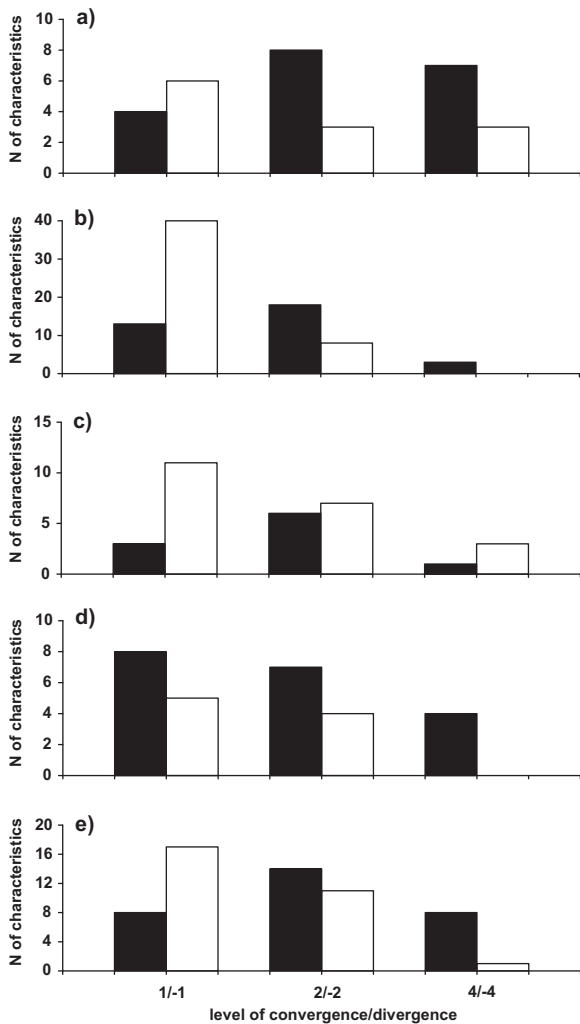 a)
N of characteristics
10
8
6
4
2
0
b)
N of characteristics
40
30
20
10
0
c)
N of characteristics
15
10
5
0
d)
N of characteristics
10
8
6
4
2
0
e)
N of characteristics
20
16
12
8
4
0
1/-1 2/-2 4/-4
level of convergence/divergence